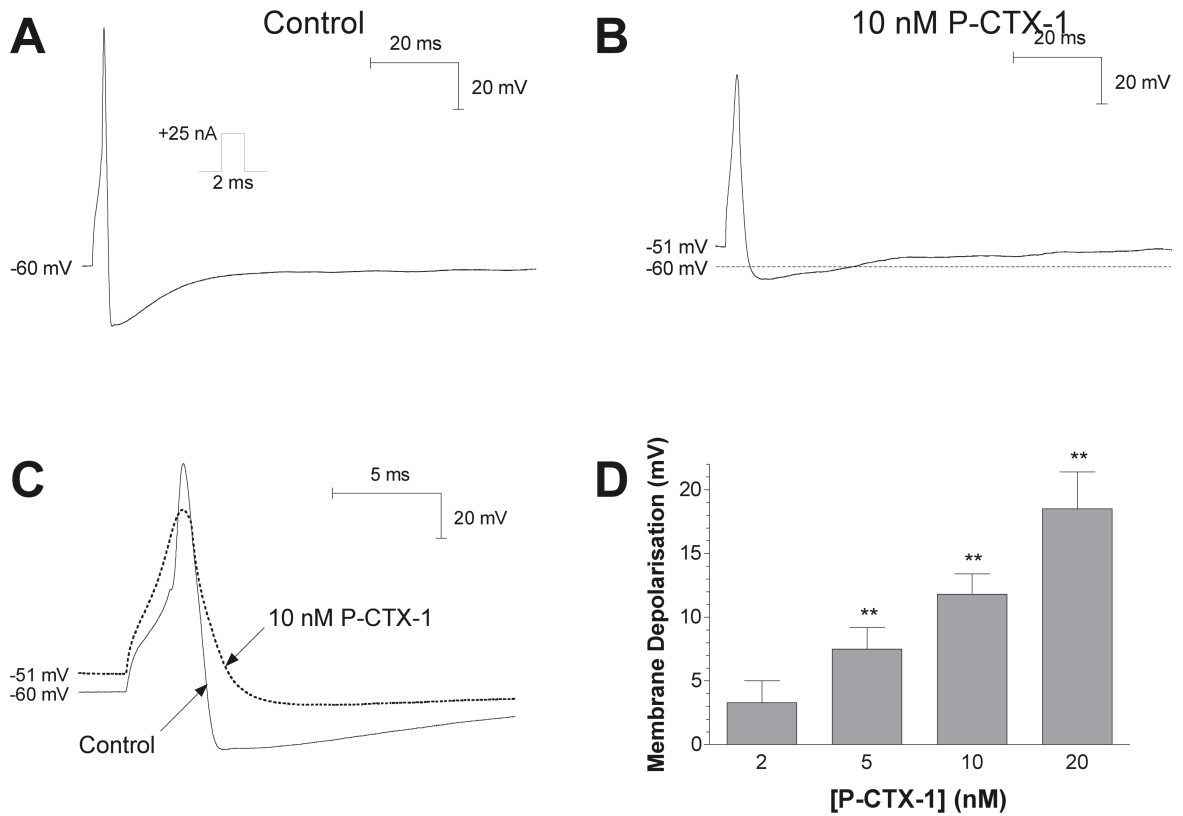 A
Control
20 ms
20 mV
+25 nA
2 ms
-60 mV
B
10 nM P-CTX-1
20 ms
20 mV
-51 mV
-60 mV
C
5 ms
20 mV
10 nM P-CTX-1
-51 mV
-60 mV
Control
D
Membrane Depolarisation (mV)
20
15
10
5
0
**
**
**
2 5 10 20
[P-CTX-1] (nM)